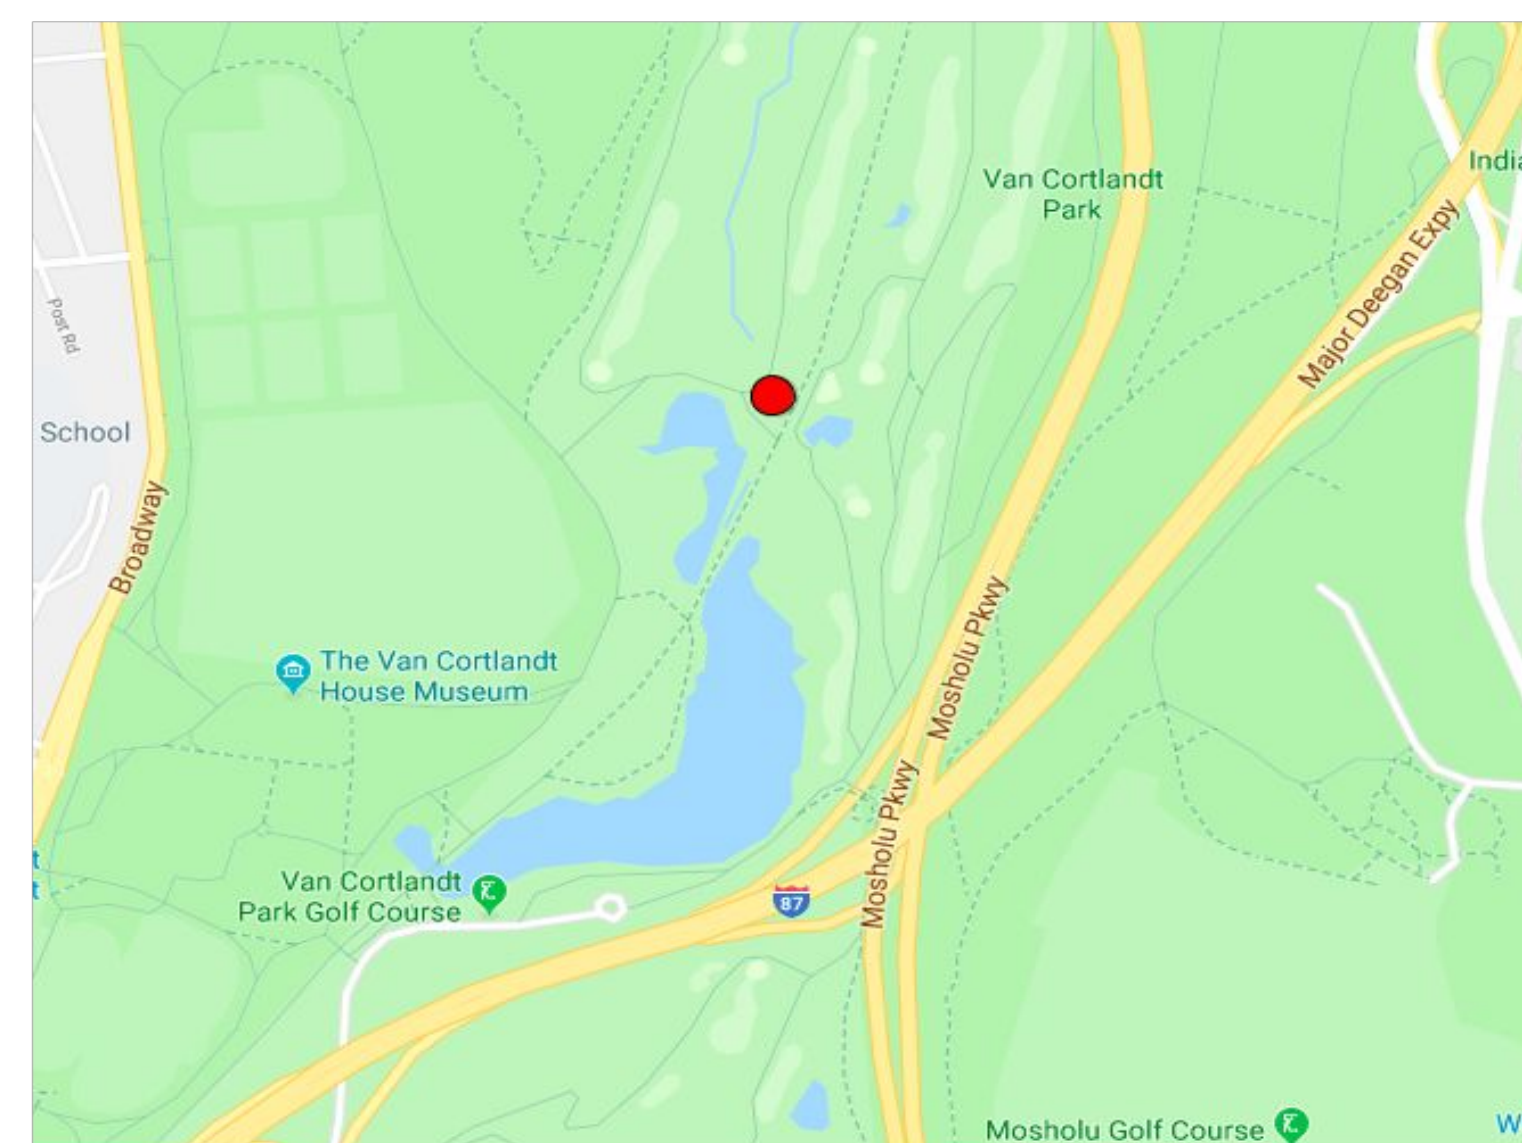 Van Cortlandt
Park
India
Post Rd
Major Deegan Expy
School
Broadway
Mosholu Pkwy
The Van Cortlandt
House Museum
Mosholu Pkwy
Van Cortlandt
Park Golf Course
87
t
t
Mosholu Golf Course
W